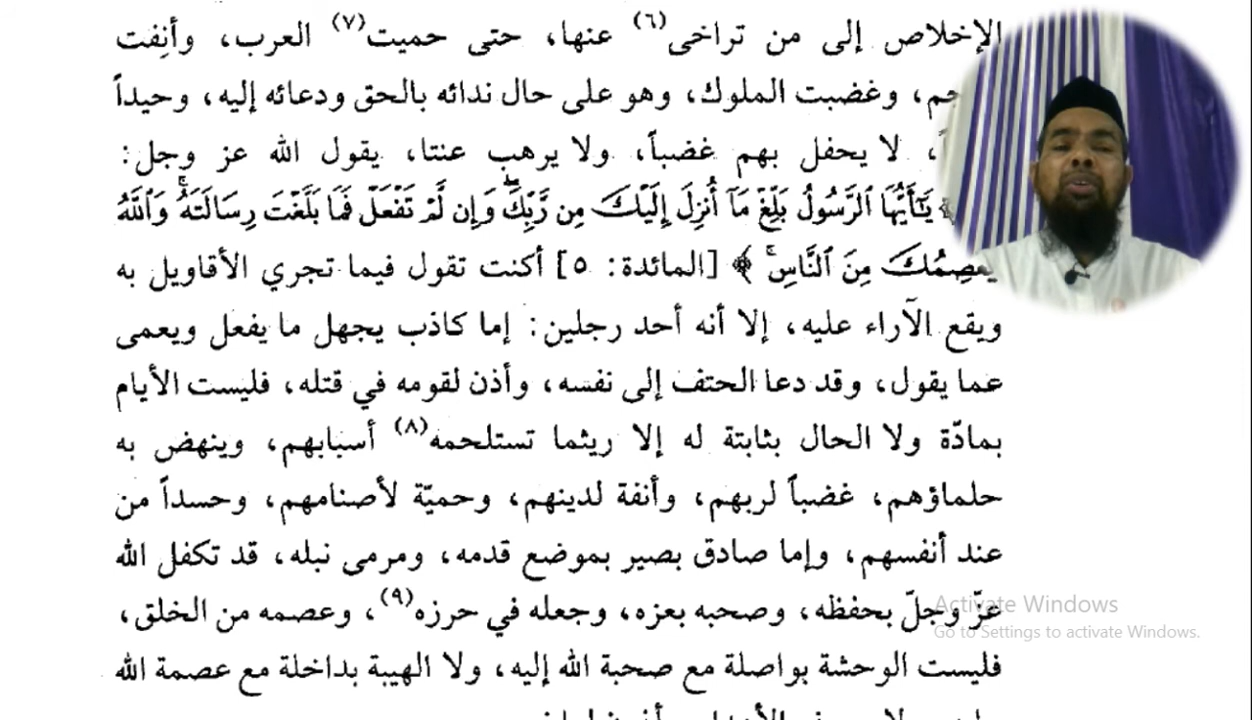 الإخلاص إلى من تراخى(٦) عنها، حتى حميت(٧) العرب، وأنِفت
وغضبت الملوك، وهو على حال ندائه بالحق ودعائه إليه، وحيداً
لا يحفل بهم غضباً، ولا يرهب عنتا، يقول الله عز وجل:
يَٰٓأَيُّهَا ٱلرَّسُولُ بَلِّغْ مَآ أُنزِلَ إِلَيْكَ مِن رَّبِّكَۖ وَإِن لَّمْ تَفْعَلْ فَمَا بَلَّغْتَ رِسَالَتَهُۥۚ وَٱللَّهُ
يَعْصِمُكَ مِنَ ٱلنَّاسِۚ ﴾ [المائدة: ٥] أكنت تقول فيما تجري الأقاويل به
ويقع الآراء عليه، إلا أنه أحد رجلين: إما كاذب يجهل ما يفعل ويعمى
عما يقول، وقد دعا الحتف إلى نفسه، وأذن لقومه في قتله، فليست الأيام
بمادّة ولا الحال بثابتة له إلا ريثما تستلحمه(٨) أسبابهم، وينهض به
حلماؤهم، غضباً لربهم، وأنفة لدينهم، وحميّة لأصنامهم، وحسداً من
عند أنفسهم، وإما صادق بصير بموضع قدمه، ومرمى نبله، قد تكفل الله
عزّ وجلّ بحفظه، وصحبه بعزه، وجعله في حرزه(٩)، وعصمه من الخلق،
فليست الوحشة بواصلة مع صحبة الله إليه، ولا الهيبة بداخلة مع عصمة الله
Activate Windows
Go to Settings to activate Windows.